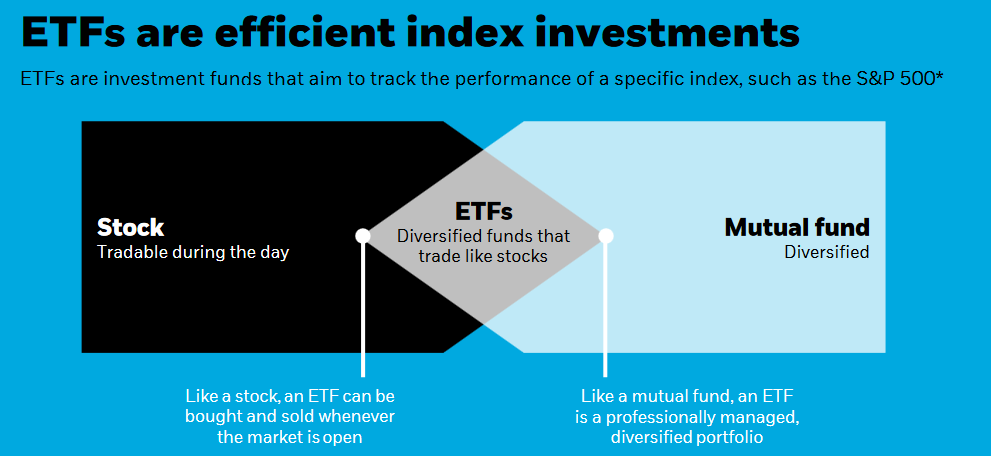 ETFs are efficient index investments
ETFs are investment funds that aim to track the performance of a specific index, such as the S&P 500*
Stock
Tradable during the day
ETFs
Diversified funds that
trade like stocks
Mutual fund
Diversified
Like a stock, an ETF can be
bought and sold whenever
the market is open
Like a mutual fund, an ETF
is a professionally managed,
diversified portfolio